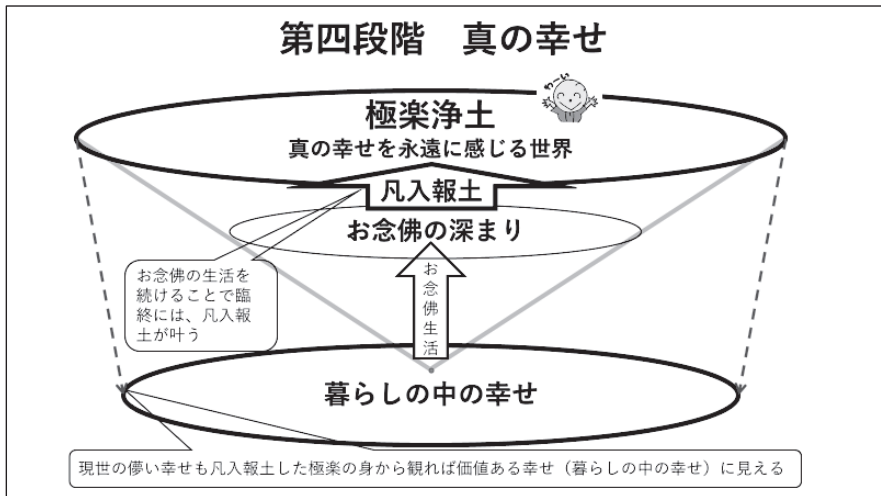 第四段階　真の幸せ
わーい
極楽浄土
真の幸せを永遠に感じる世界
凡入報土
お念佛の深まり
お念佛の生活を
続けることで臨
終には、凡入報
土が叶う
お念佛生活
暮らしの中の幸せ
現世の儚い幸せも凡入報土した極楽の身から観れば価値ある幸せ（暮らしの中の幸せ）に見える